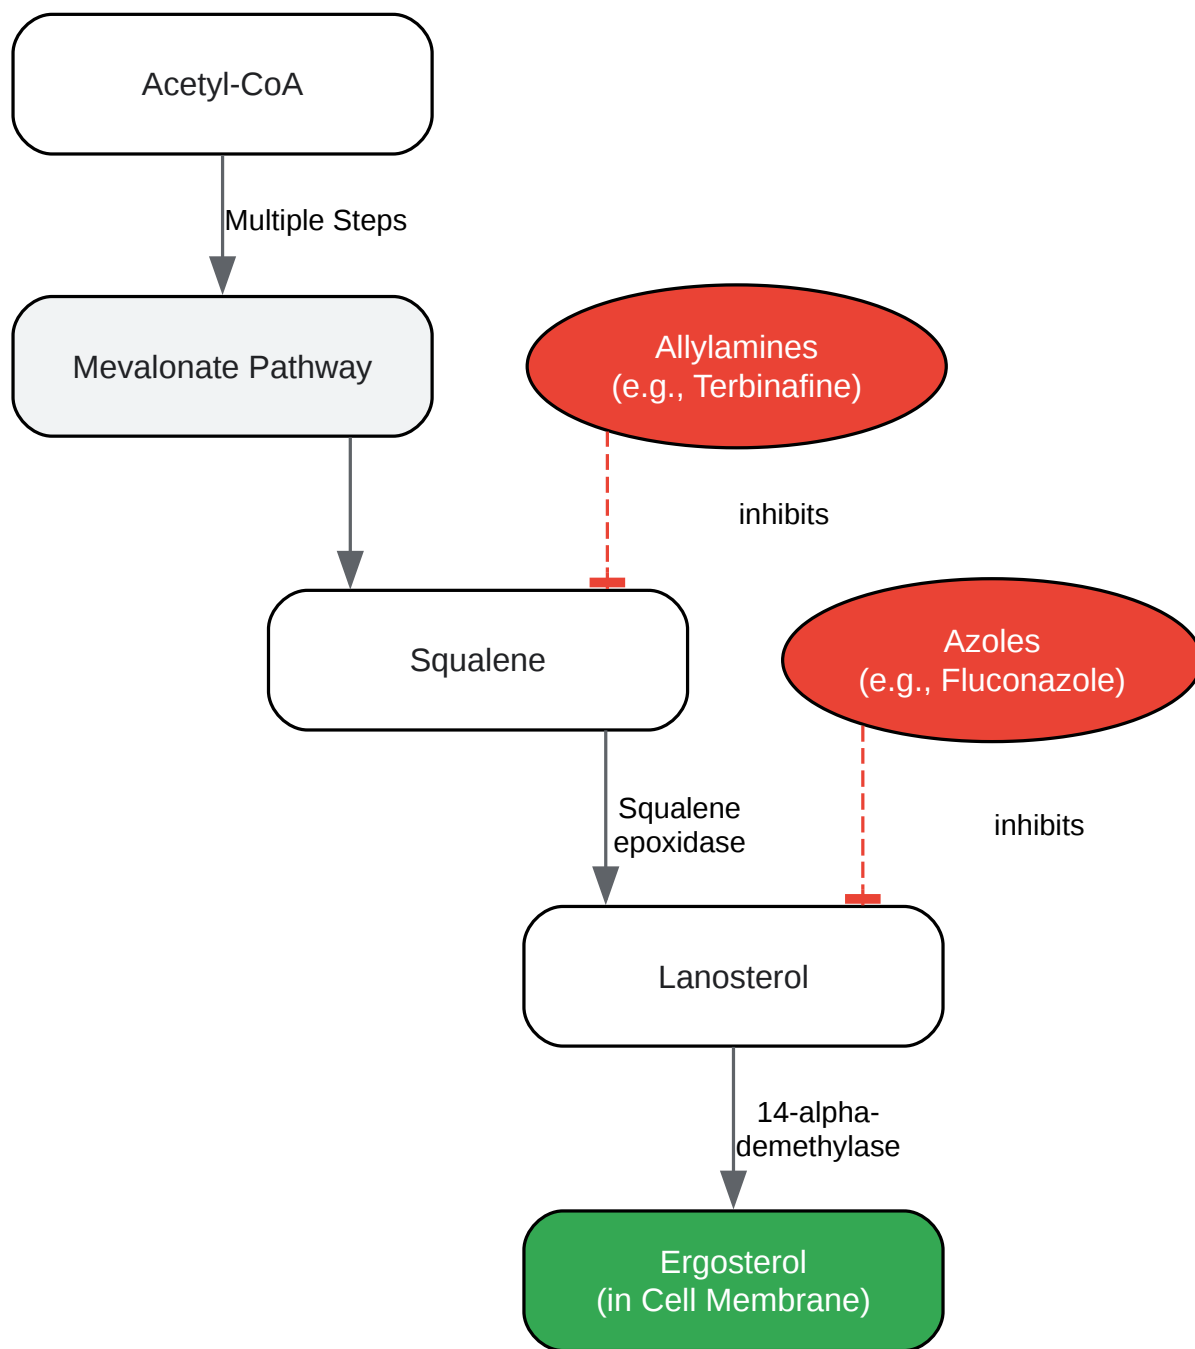 Acetyl-CoA
Multiple Steps
Mevalonate Pathway
Allylamines
(e.g., Terbinafine)
inhibits
Squalene
Azoles
(e.g., Fluconazole)
Squalene
epoxidase
inhibits
Lanosterol
14-alpha-
demethylase
Ergosterol
(in Cell Membrane)